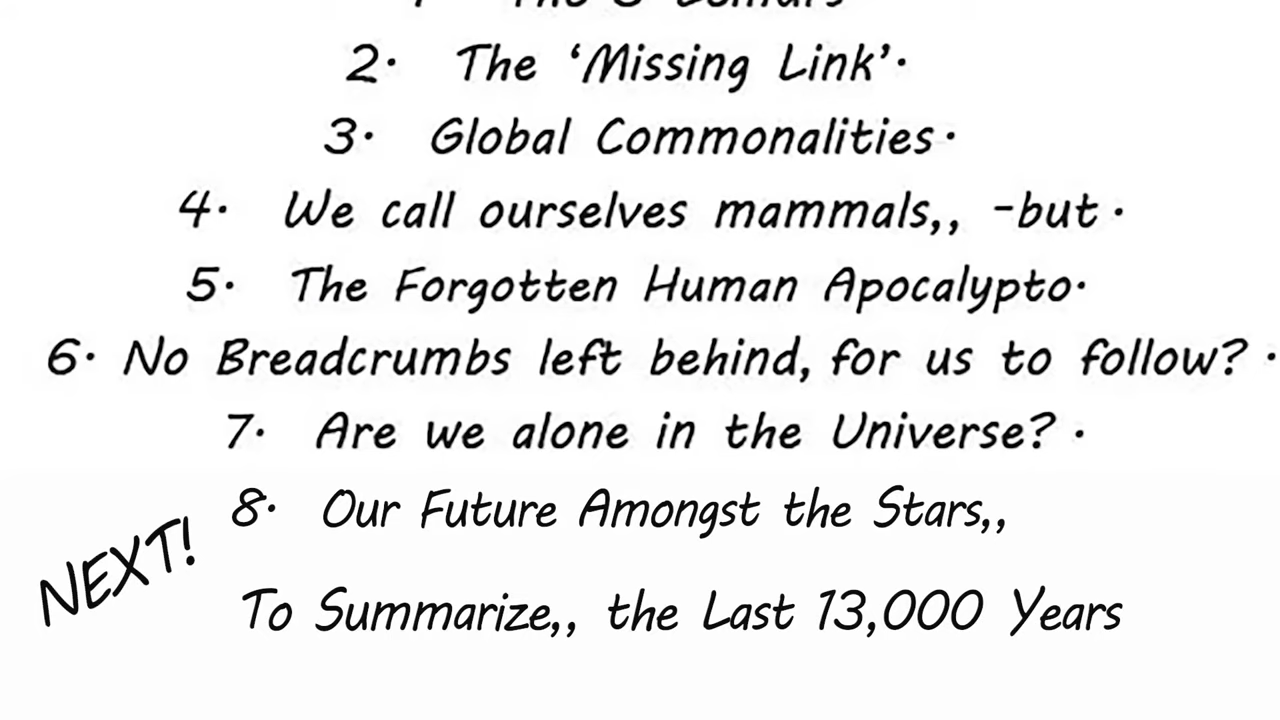 2. The ‘Missing Link’.
3. Global Commonalities.
4. We call ourselves mammals,, -but.
5. The Forgotten Human Apocalypto.
6. No Breadcrumbs left behind, for us to follow? .
7. Are we alone in the Universe? .
8. Our Future Amongst the Stars,,
NEXT!
To Summarize,, the Last 13,000 Years